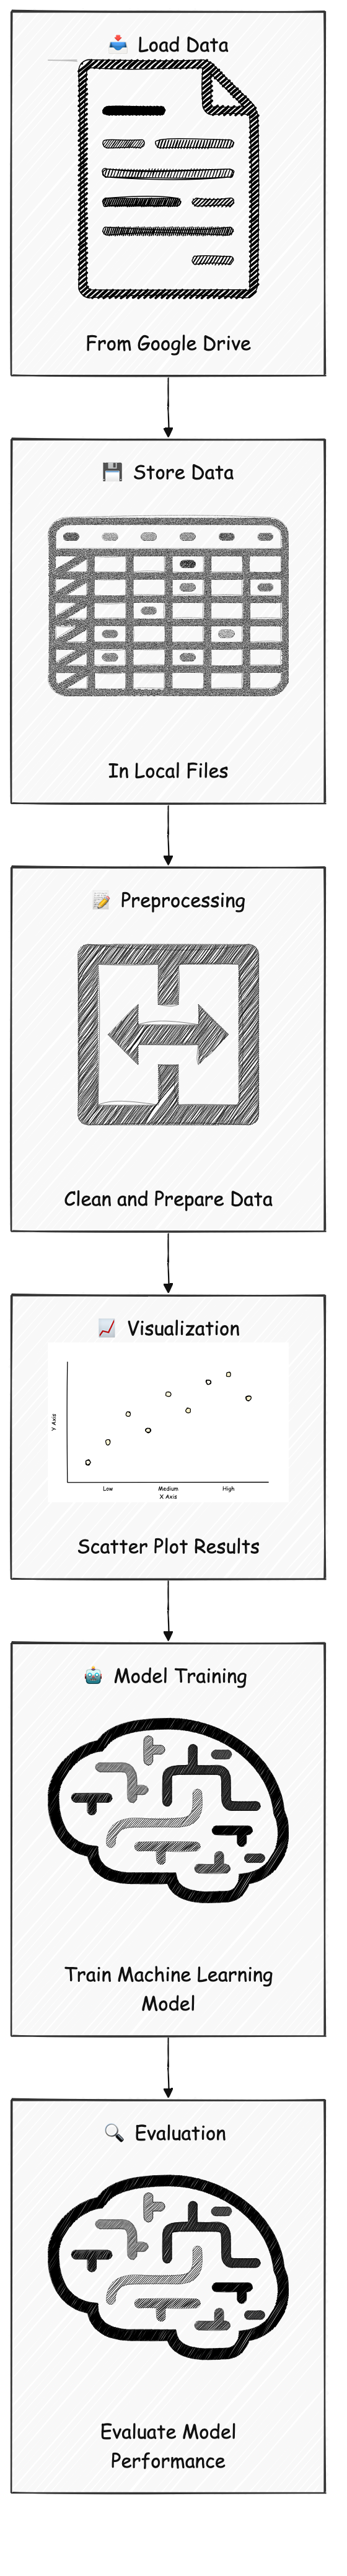 📥 Load Data
From Google Drive
💾 Store Data
In Local Files
📝 Preprocessing
Clean and Prepare Data
📈 Visualization
Y Axis
Low Medium High
X Axis
Scatter Plot Results
🤖 Model Training
Train Machine Learning
Model
🔍 Evaluation
Evaluate Model
Performance